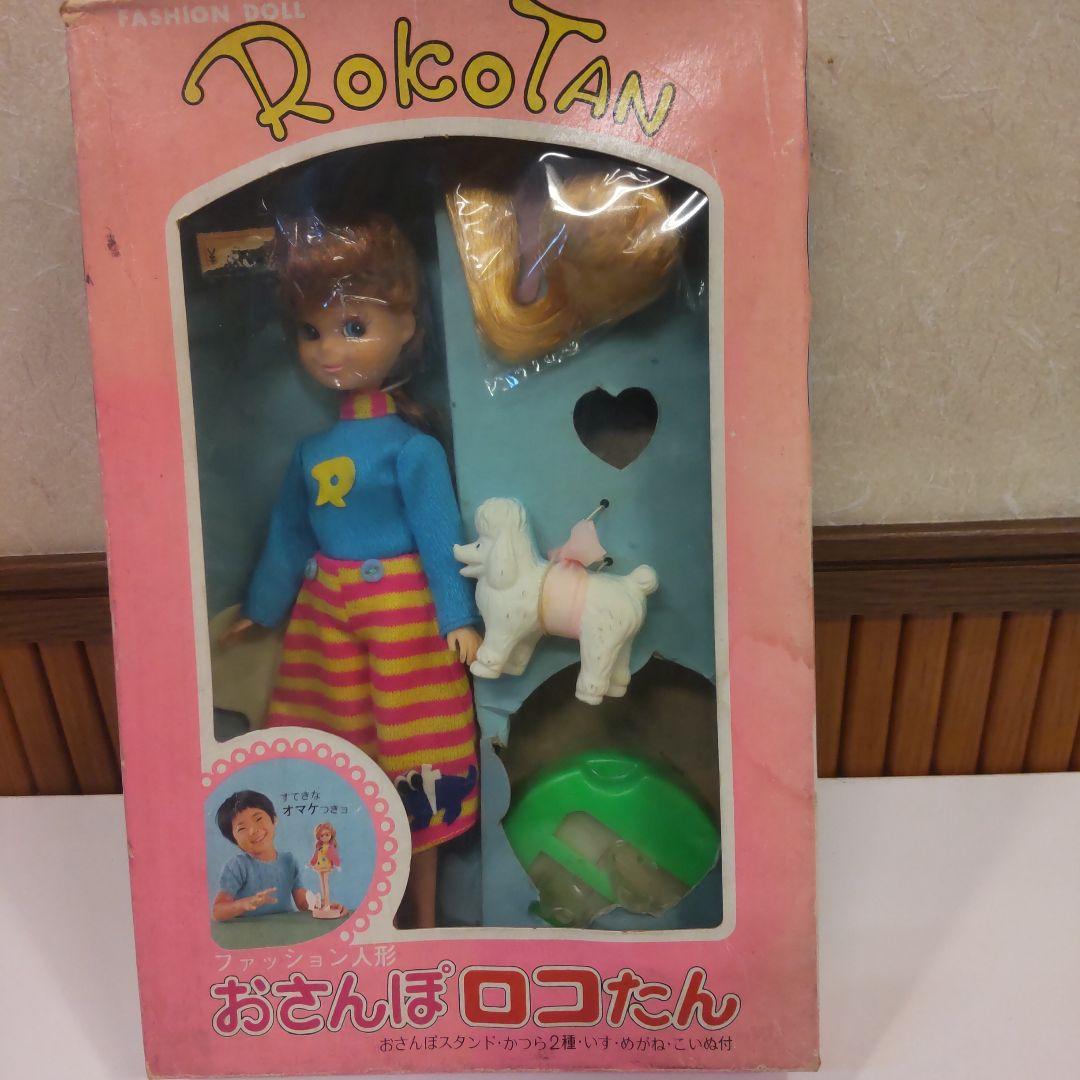 FASHION DOLL
ROKOTAN
¥
R
すてきな
オマケつきョ
ファッション人形
おさんぽ ロコたん
おさんぽスタンド・かつら2種・いす・めがね・こいぬ付